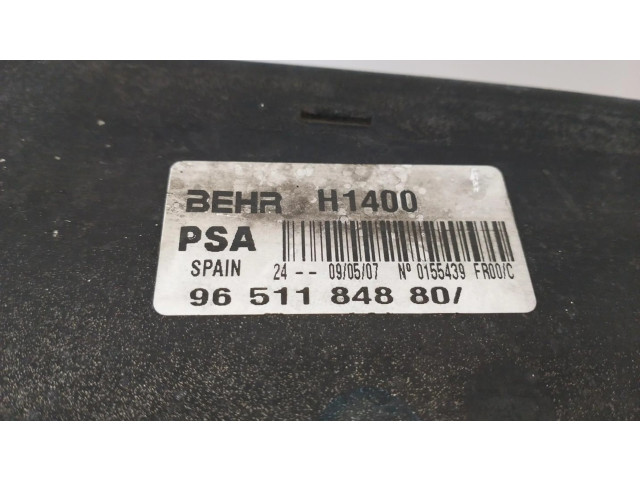 BEHR H1400
PSA
SPAIN 24 -- 09/05/07 Nº 0155439 FR00/C
96 511 848 80/